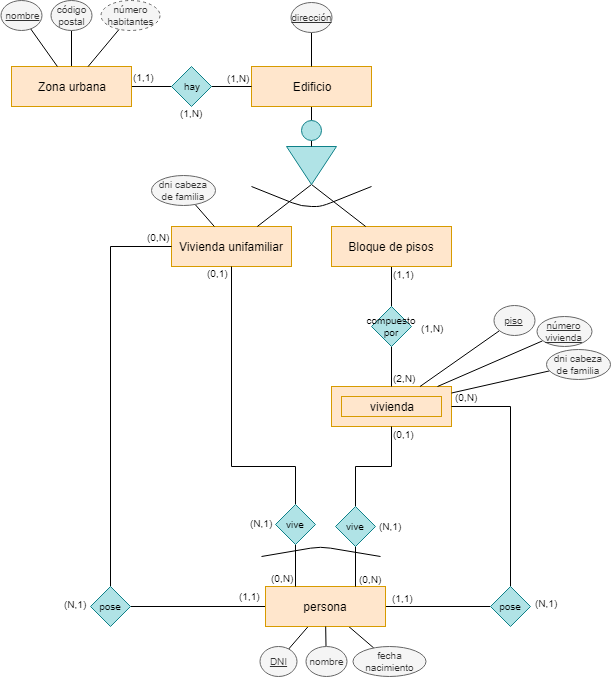 nombre
código
postal
número
habitantes
dirección
Zona urbana
(1,1)
hay
(1,N)
Edificio
(1,N)
dni cabeza
de familia
(0,N)
Vivienda unifamiliar
Bloque de pisos
(0,1)
(1,1)
compuesto
por
(1,N)
piso
número
vivienda
dni cabeza
de familia
(2,N)
vivienda
(0,N)
(0,1)
(N,1)
vive
vive
(N,1)
(0,N)
(0,N)
(N,1)
pose
(1,1)
persona
(1,1)
pose
(N,1)
DNI
nombre
fecha
nacimiento